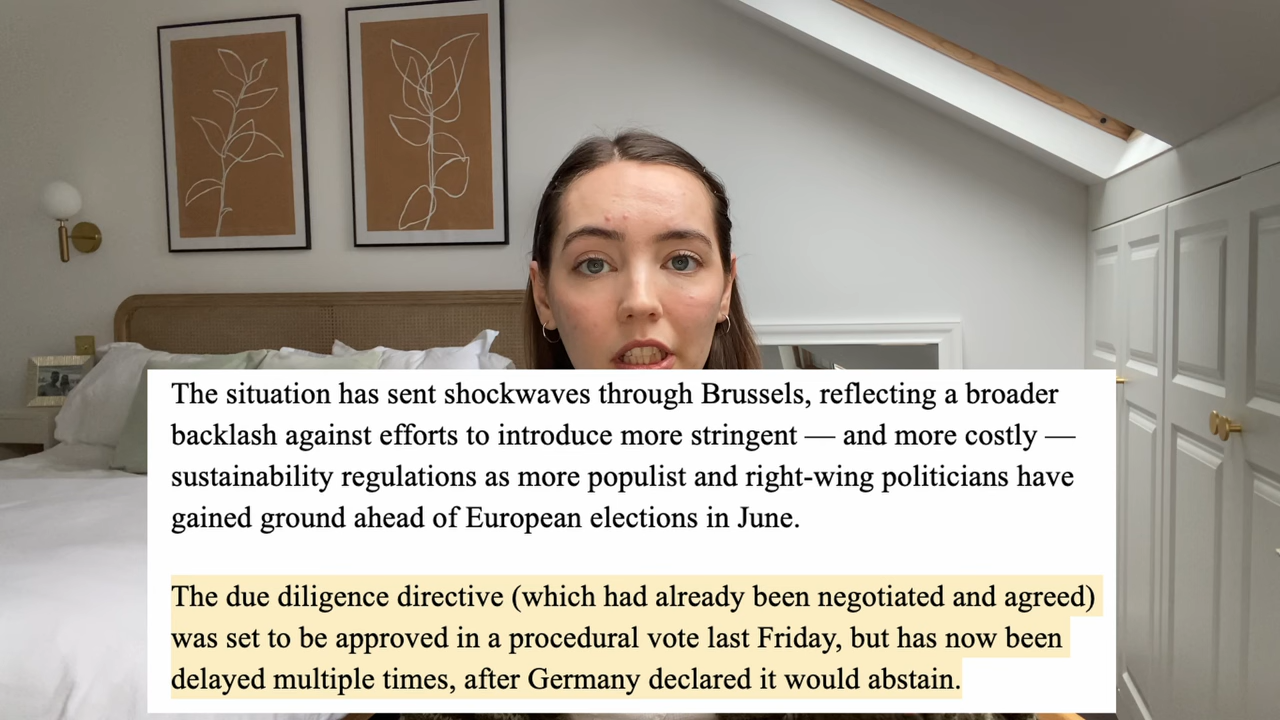 The situation has sent shockwaves through Brussels, reflecting a broader
backlash against efforts to introduce more stringent — and more costly —
sustainability regulations as more populist and right-wing politicians have
gained ground ahead of European elections in June.
The due diligence directive (which had already been negotiated and agreed)
was set to be approved in a procedural vote last Friday, but has now been
delayed multiple times, after Germany declared it would abstain.